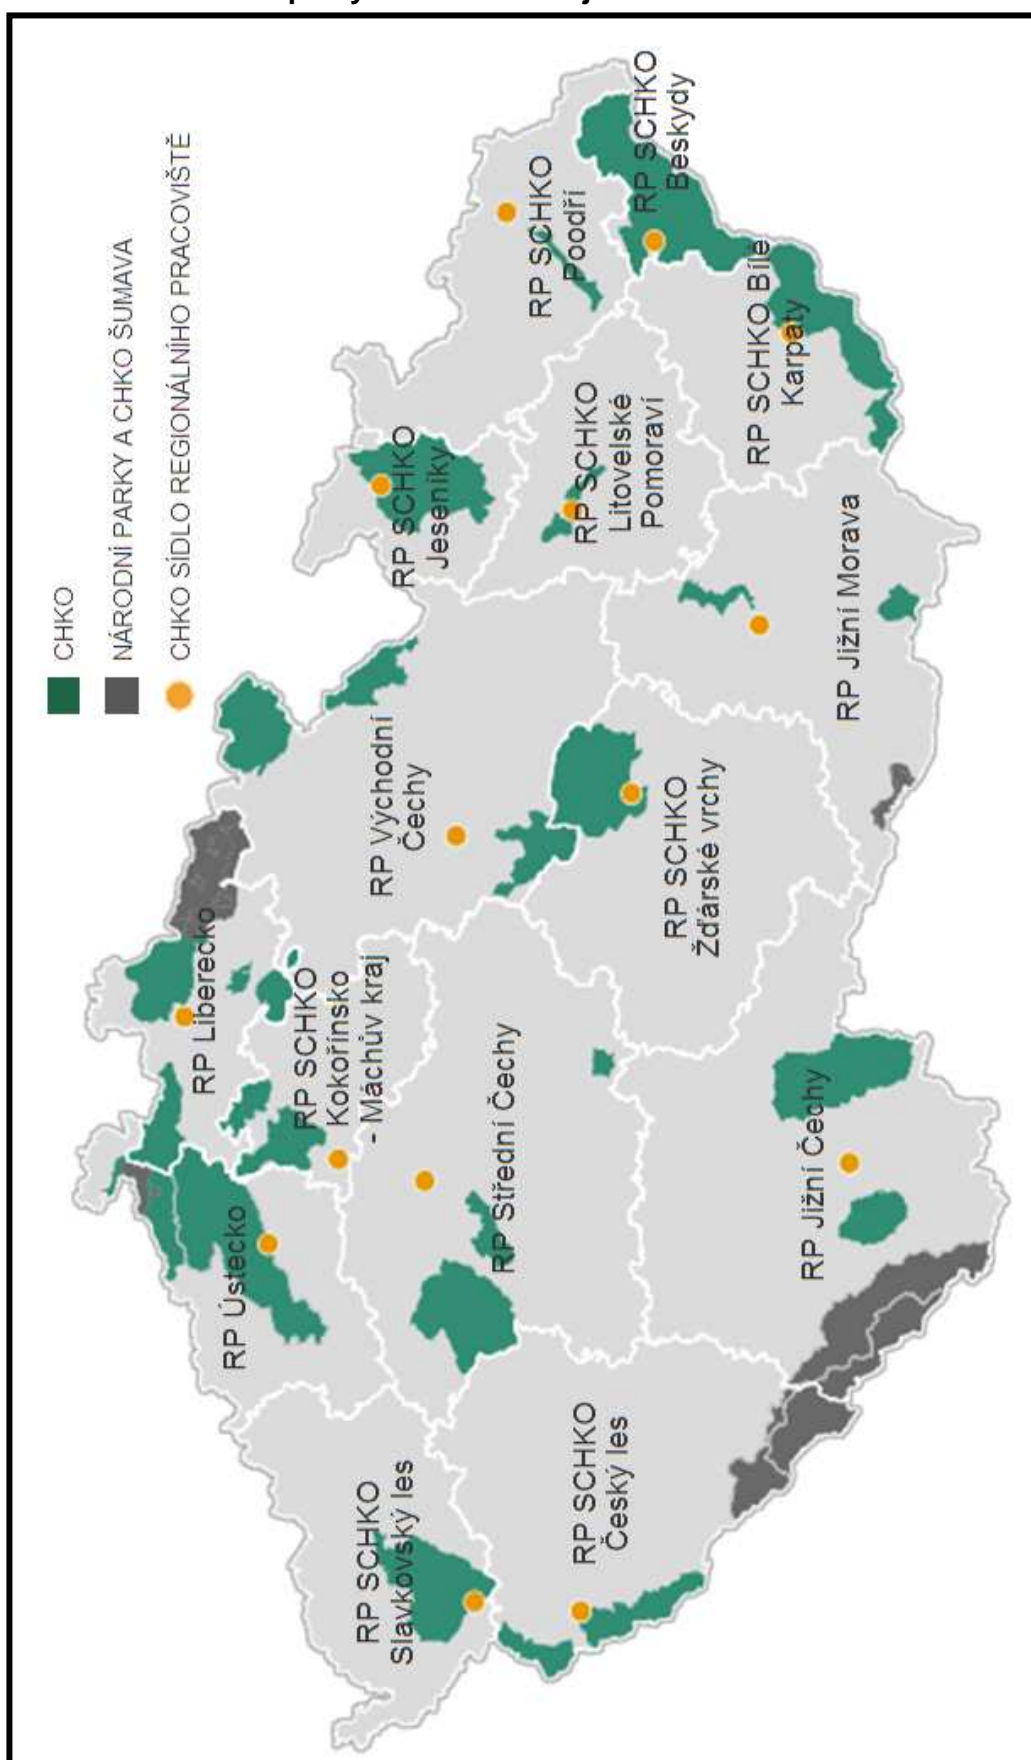 CHKO
NÁRODNÍ PARKY A CHKO ŠUMAVA
CHKO SÍDLO REGIONÁLNÍHO PRACOVIŠTĚ
RP Liberecko
RP Ústecko
RP SCHKO
Kokořínsko
- Máchův kraj
RP Východní
Čechy
RP SCHKO
Jeseníky
RP SCHKO
Poodří
RP SCHKO
Beskydy
RP SCHKO
Slavkovský les
RP Střední Čechy
RP SCHKO
Litovelské
Pomoraví
RP SCHKO
Český les
RP SCHKO
Žďárské vrchy
RP SCHKO Bílé
Karpaty
RP Jižní Čechy
RP Jižní Morava